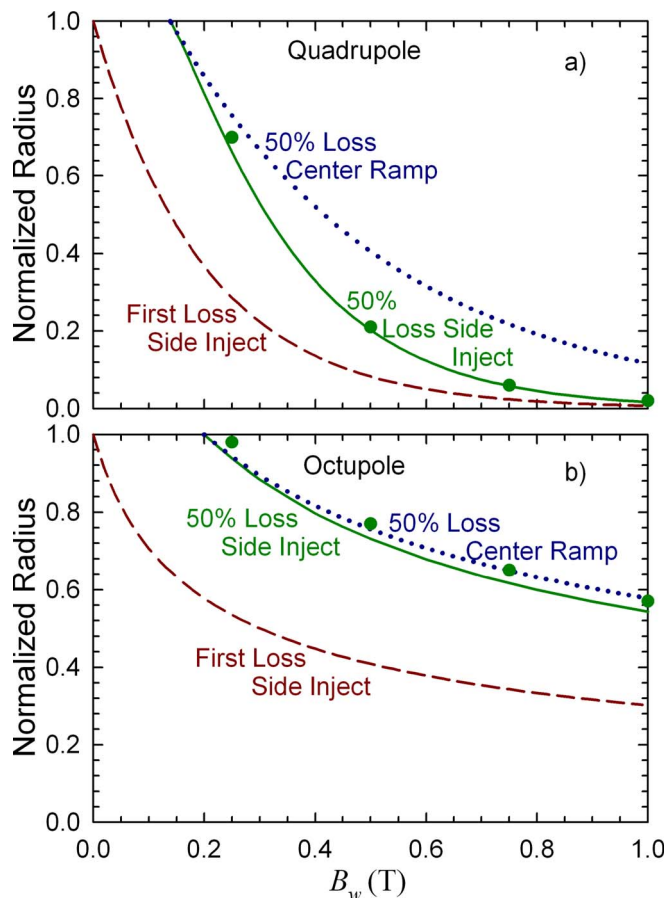 1.0
0.8
0.6
0.4
0.2
0.0
Normalized Radius
Quadrupole
a)
50% Loss
Center Ramp
First Loss
Side Inject
50%
Loss Side
Inject
1.0
0.8
0.6
0.4
0.2
0.0
Normalized Radius
Octupole
b)
50% Loss
Side Inject
50% Loss
Center Ramp
First Loss
Side Inject
0.0 0.2 0.4 0.6 0.8 1.0
B_w (T)